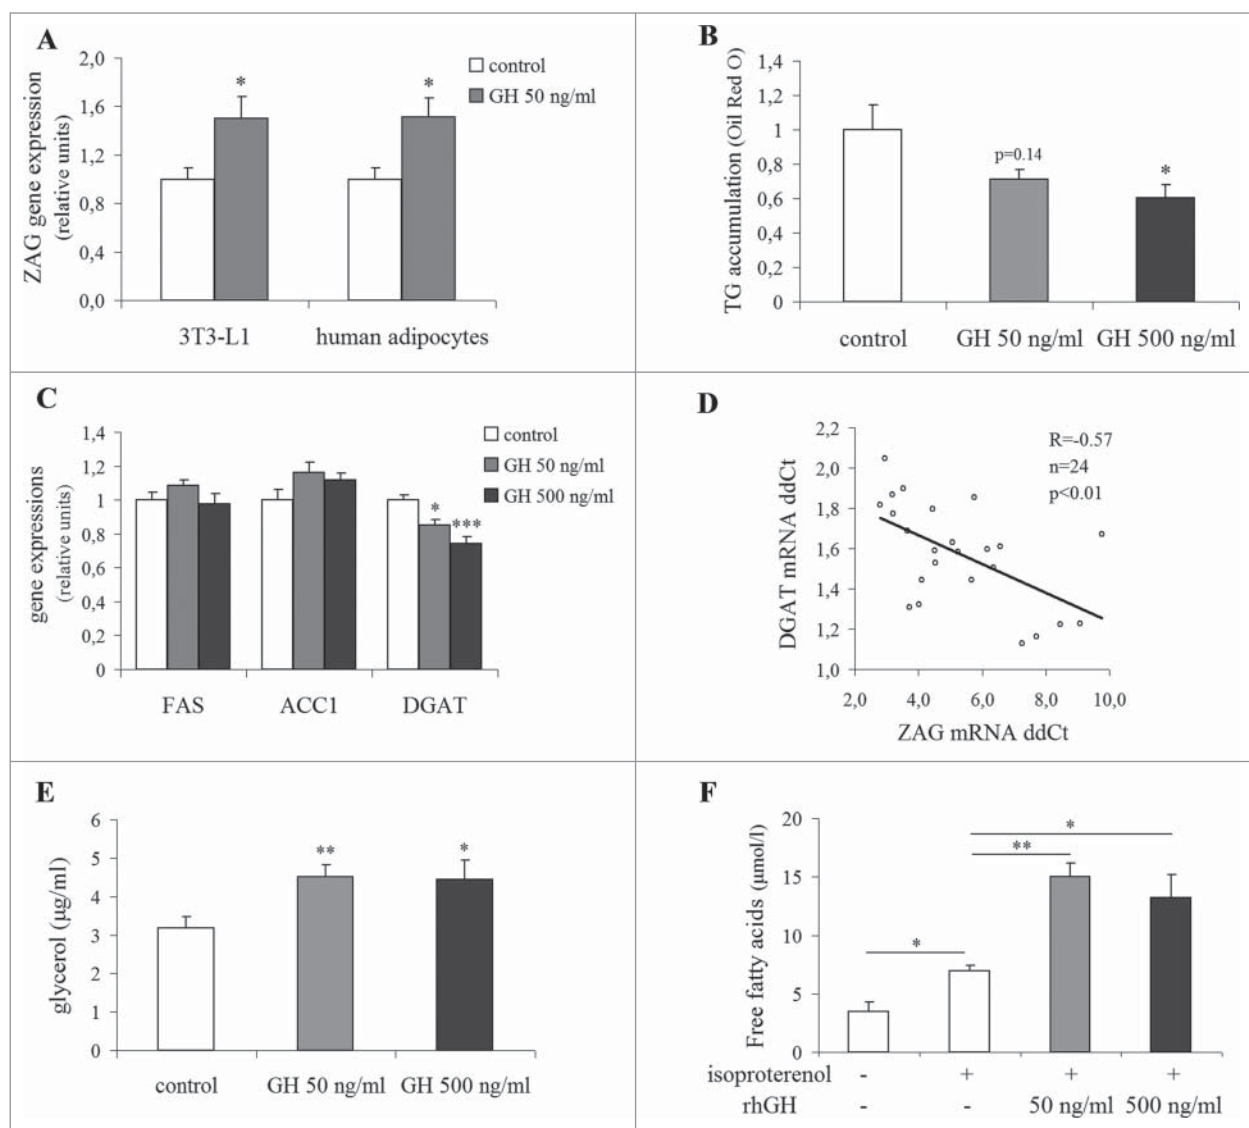 A
2,0
1,6
1,2
0,8
0,4
0,0
ZAG gene expression
(relative units)
*
*
control
GH 50 ng/ml
3T3-L1
human adipocytes
B
1,4
1,2
1
0,8
0,6
0,4
0,2
0
TG accumulation (Oil Red O)
p=0.14
*
control
GH 50 ng/ml
GH 500 ng/ml
C
1,4
1,2
1
0,8
0,6
0,4
0,2
0
gene expressions
(relative units)
control
GH 50 ng/ml
GH 500 ng/ml
*
***
FAS
ACC1
DGAT
D
2,2
2,0
1,8
1,6
1,4
1,2
1,0
DGAT mRNA ddCt
R=-0.57
n=24
p<0.01
2,0
4,0
6,0
8,0
10,0
ZAG mRNA ddCt
E
6
5
4
3
2
1
0
glycerol (µg/ml)
**
*
control
GH 50 ng/ml
GH 500 ng/ml
F
20
15
10
5
0
Free fatty acids (µmol/l)
*
**
*
isoproterenol - + + +
rhGH - - 50 ng/ml 500 ng/ml